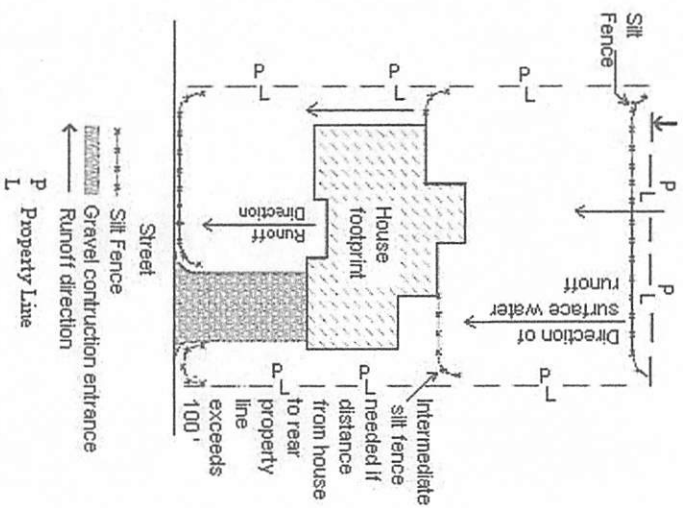 Silt
Fence
P
L
P
L
P
L
P
L
P
L
Direction of
surface water
runoff
House
footprint
Runoff
Direction
P
L
P
L
P
L
Intermediate
silt fence
needed if
distance
from house
to rear
property
line
exceeds
100'
Street
Silt Fence
Gravel contruction entrance
Runoff direction
P
L
Property Line